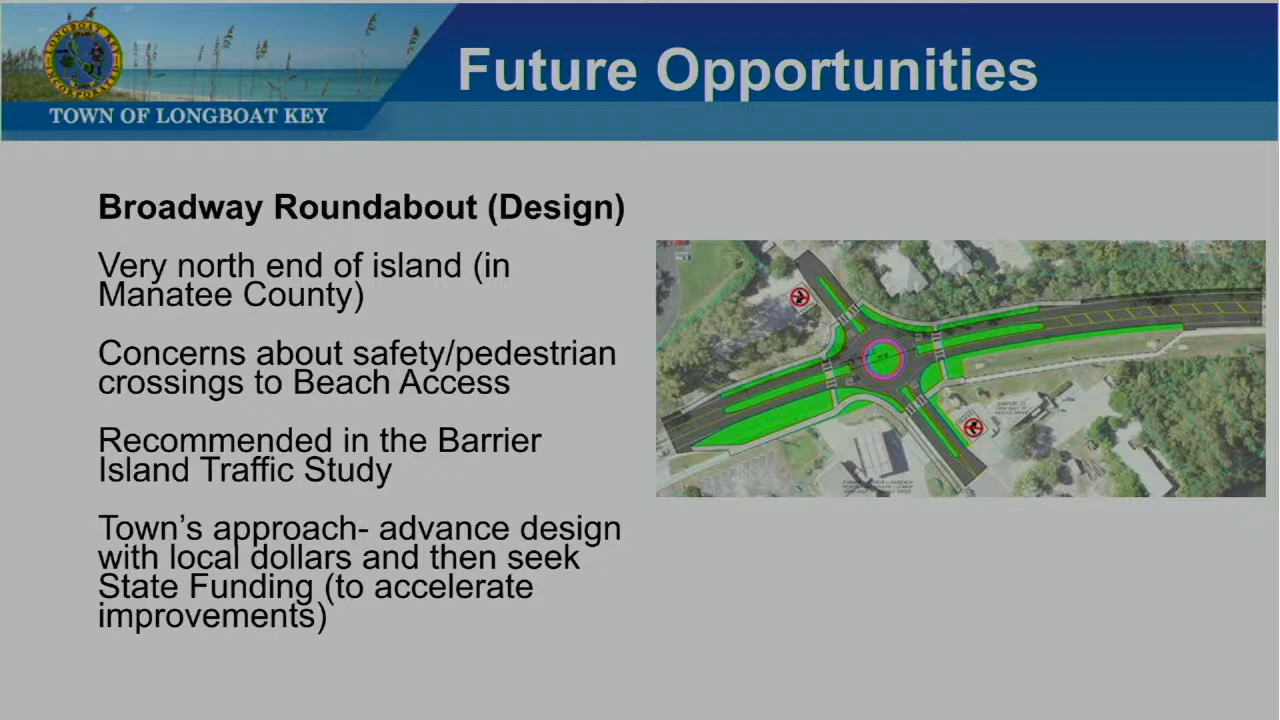 Future Opportunities
TOWN OF LONGBOAT KEY
Broadway Roundabout (Design)
Very north end of island (in
Manatee County)
Concerns about safety/pedestrian
crossings to Beach Access
Recommended in the Barrier
Island Traffic Study
Town’s approach- advance design
with local dollars and then seek
State Funding (to accelerate
improvements)